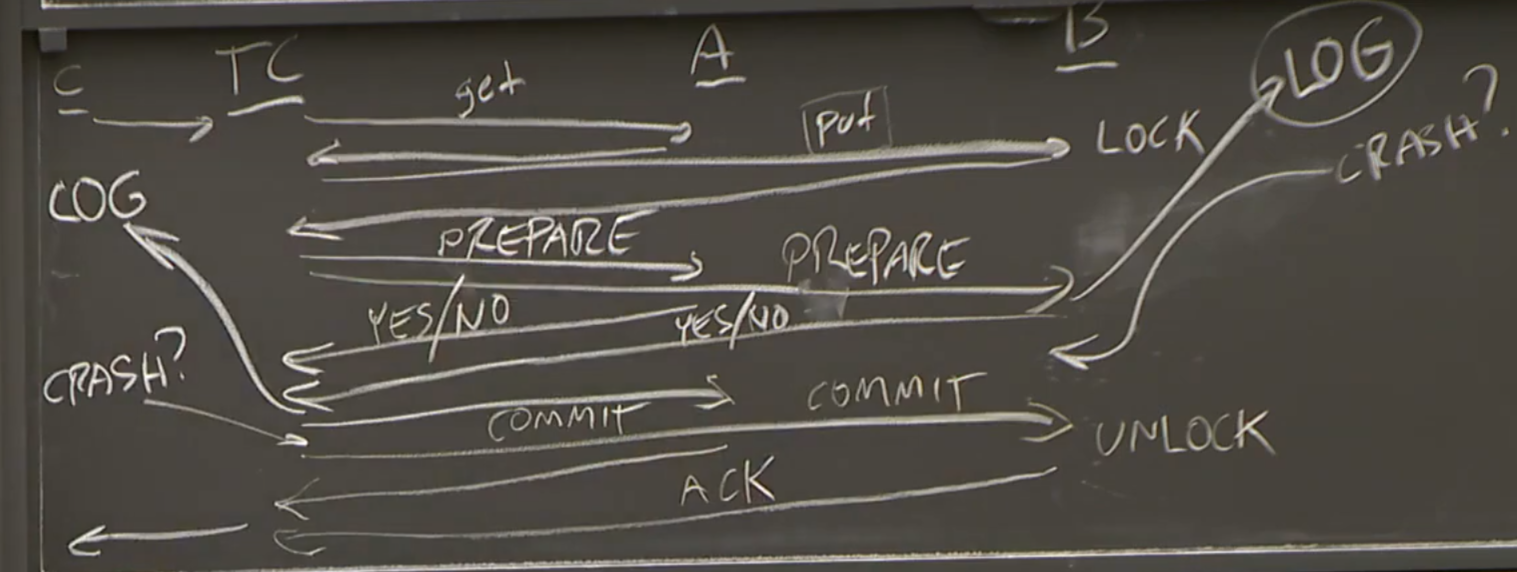 C TC A B LOG
get put LOCK CRASH?
LOG
PREPARE PREPARE
YES/NO YES/NO
CRASH?
COMMIT COMMIT
UNLOCK
ACK